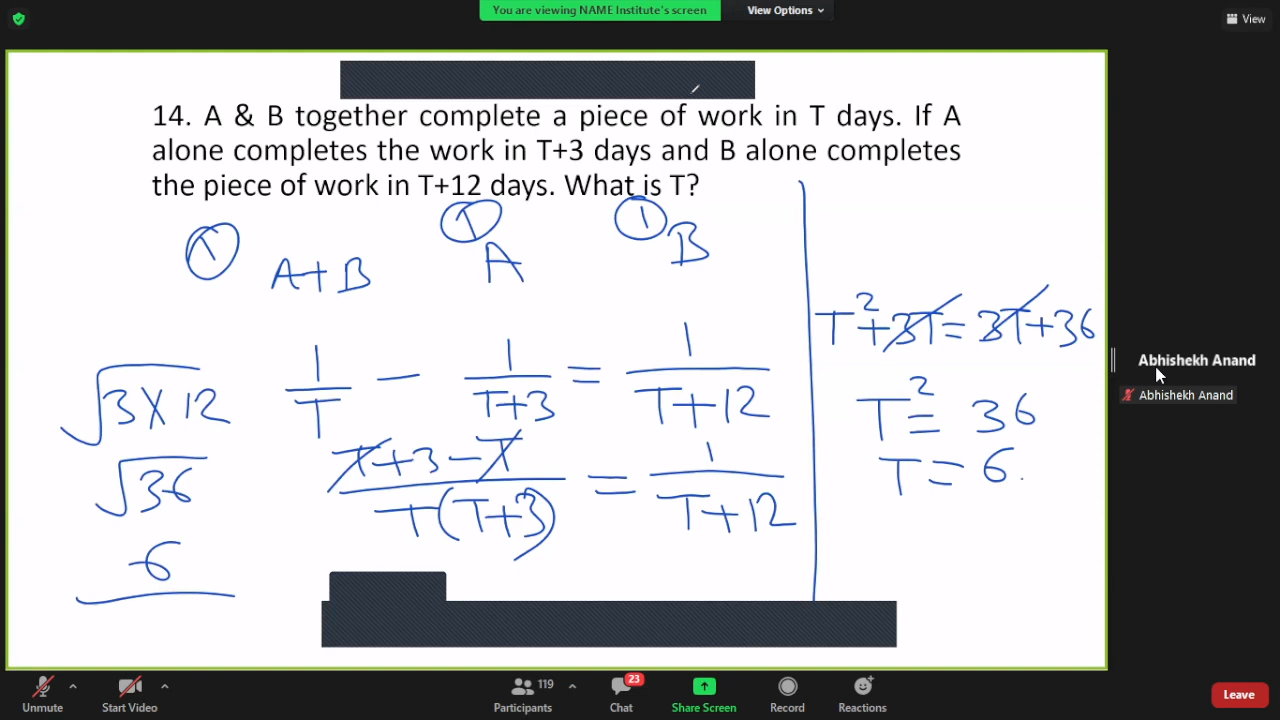 You are viewing NAME Institute's screen
View Options
View
14. A & B together complete a piece of work in T days. If A
alone completes the work in T+3 days and B alone completes
the piece of work in T+12 days. What is T?
1 1 1
A+B A B
1/T - 1/(T+3) = 1/(T+12)
(T+3-T)/(T(T+3)) = 1/(T+12)
√3×12
√36
6
T²+3T=3T+36
T²=36
T=6.
Abhishekh Anand
Abhishekh Anand
Unmute
Start Video
Participants 119
Chat 23
Share Screen
Record
Reactions
Leave